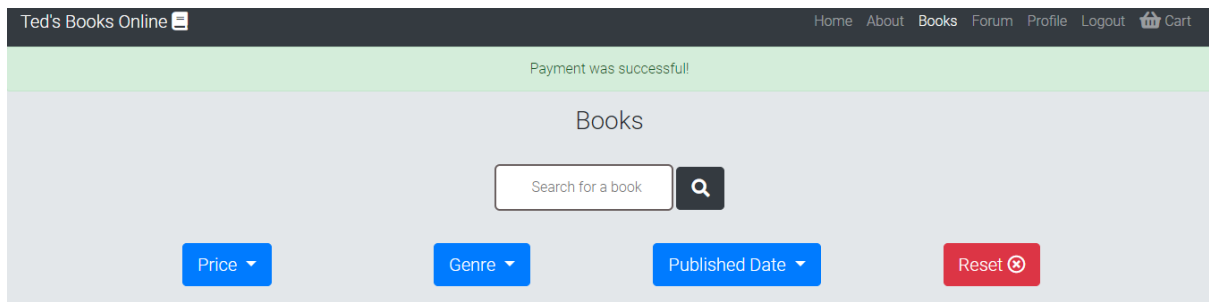 Ted's Books Online Home About Books Forum Profile Logout Cart
Payment was successful!
Books
Search for a book
Price Genre Published Date Reset